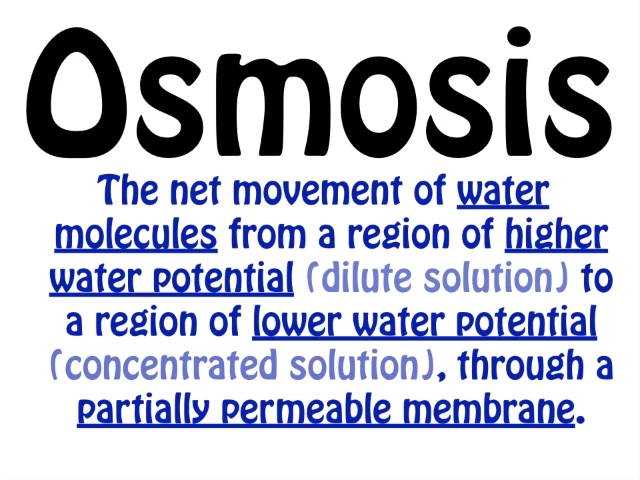 Osmosis
The net movement of water
molecules from a region of higher
water potential (dilute solution) to
a region of lower water potential
(concentrated solution), through a
partially permeable membrane.